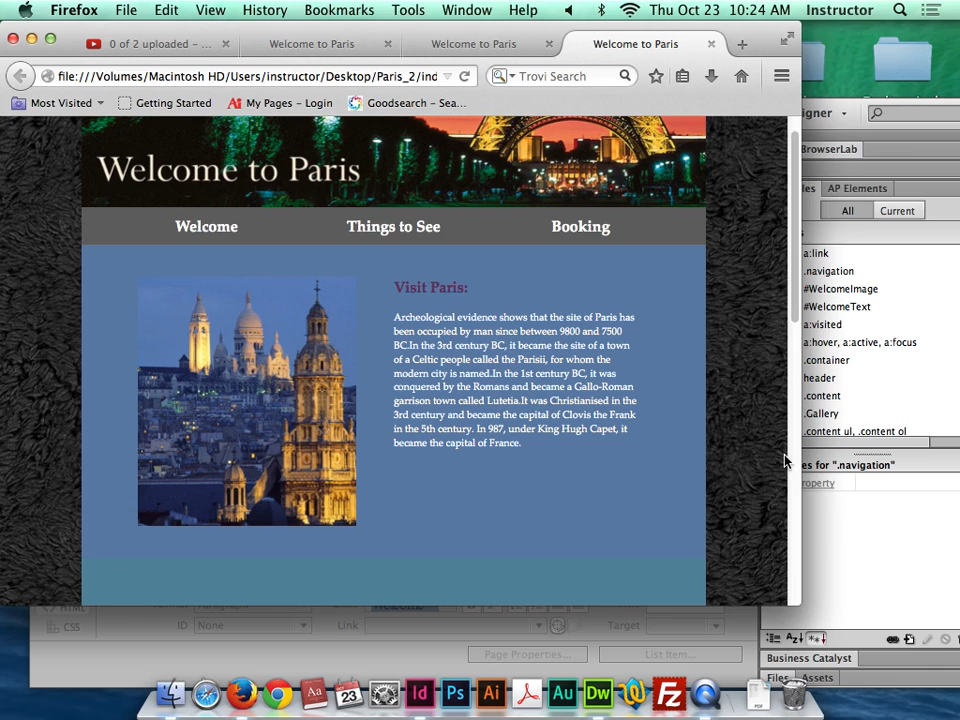 Firefox File Edit View History Bookmarks Tools Window Help Thu Oct 23 10:24 AM Instructor
0 of 2 uploaded - ...
Welcome to Paris
Welcome to Paris
Welcome to Paris
file:///Volumes/Macintosh HD/Users/instructor/Desktop/Paris_2/ind
Trovi Search
Most Visited
Getting Started
My Pages - Login
Goodsearch - Sea...
Welcome to Paris
Welcome
Things to See
Booking
Visit Paris:
Archeological evidence shows that the site of Paris has
been occupied by man since between 9800 and 7500
BC.In the 3rd century BC, it became the site of a town
of a Celtic people called the Parisii, for whom the
modern city is named.In the 1st century BC, it was
conquered by the Romans and became a Gallo-Roman
garrison town called Lutetia.It was Christianised in the
3rd century and became the capital of Clovis the Frank
in the 5th century. In 987, under King Hugh Capet, it
became the capital of France.
igner
BrowserLab
les
AP Elements
All
Current
s
a:link
.navigation
#WelcomeImage
#WelcomeText
a:visited
a:hover, a:active, a:focus
.container
header
.content
.Gallery
.content ul, .content ol
es for ".navigation"
roperty
HTML
CSS
ID
None
Link
Target
Page Properties...
List Item...
Business Catalyst
Files
Assets
Aa
23
Id
Ps
Ai
Au
Dw
Fz
PDF